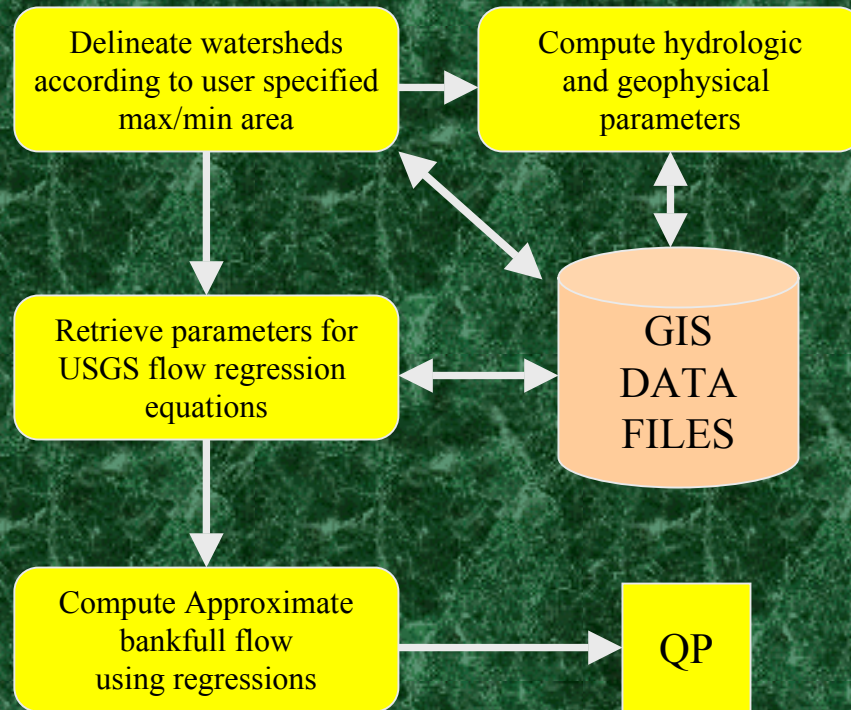 Delineate watersheds
according to user specified
max/min area
Compute hydrologic
and geophysical
parameters
Retrieve parameters for
USGS flow regression
equations
GIS
DATA
FILES
Compute Approximate
bankfull flow
using regressions
QP